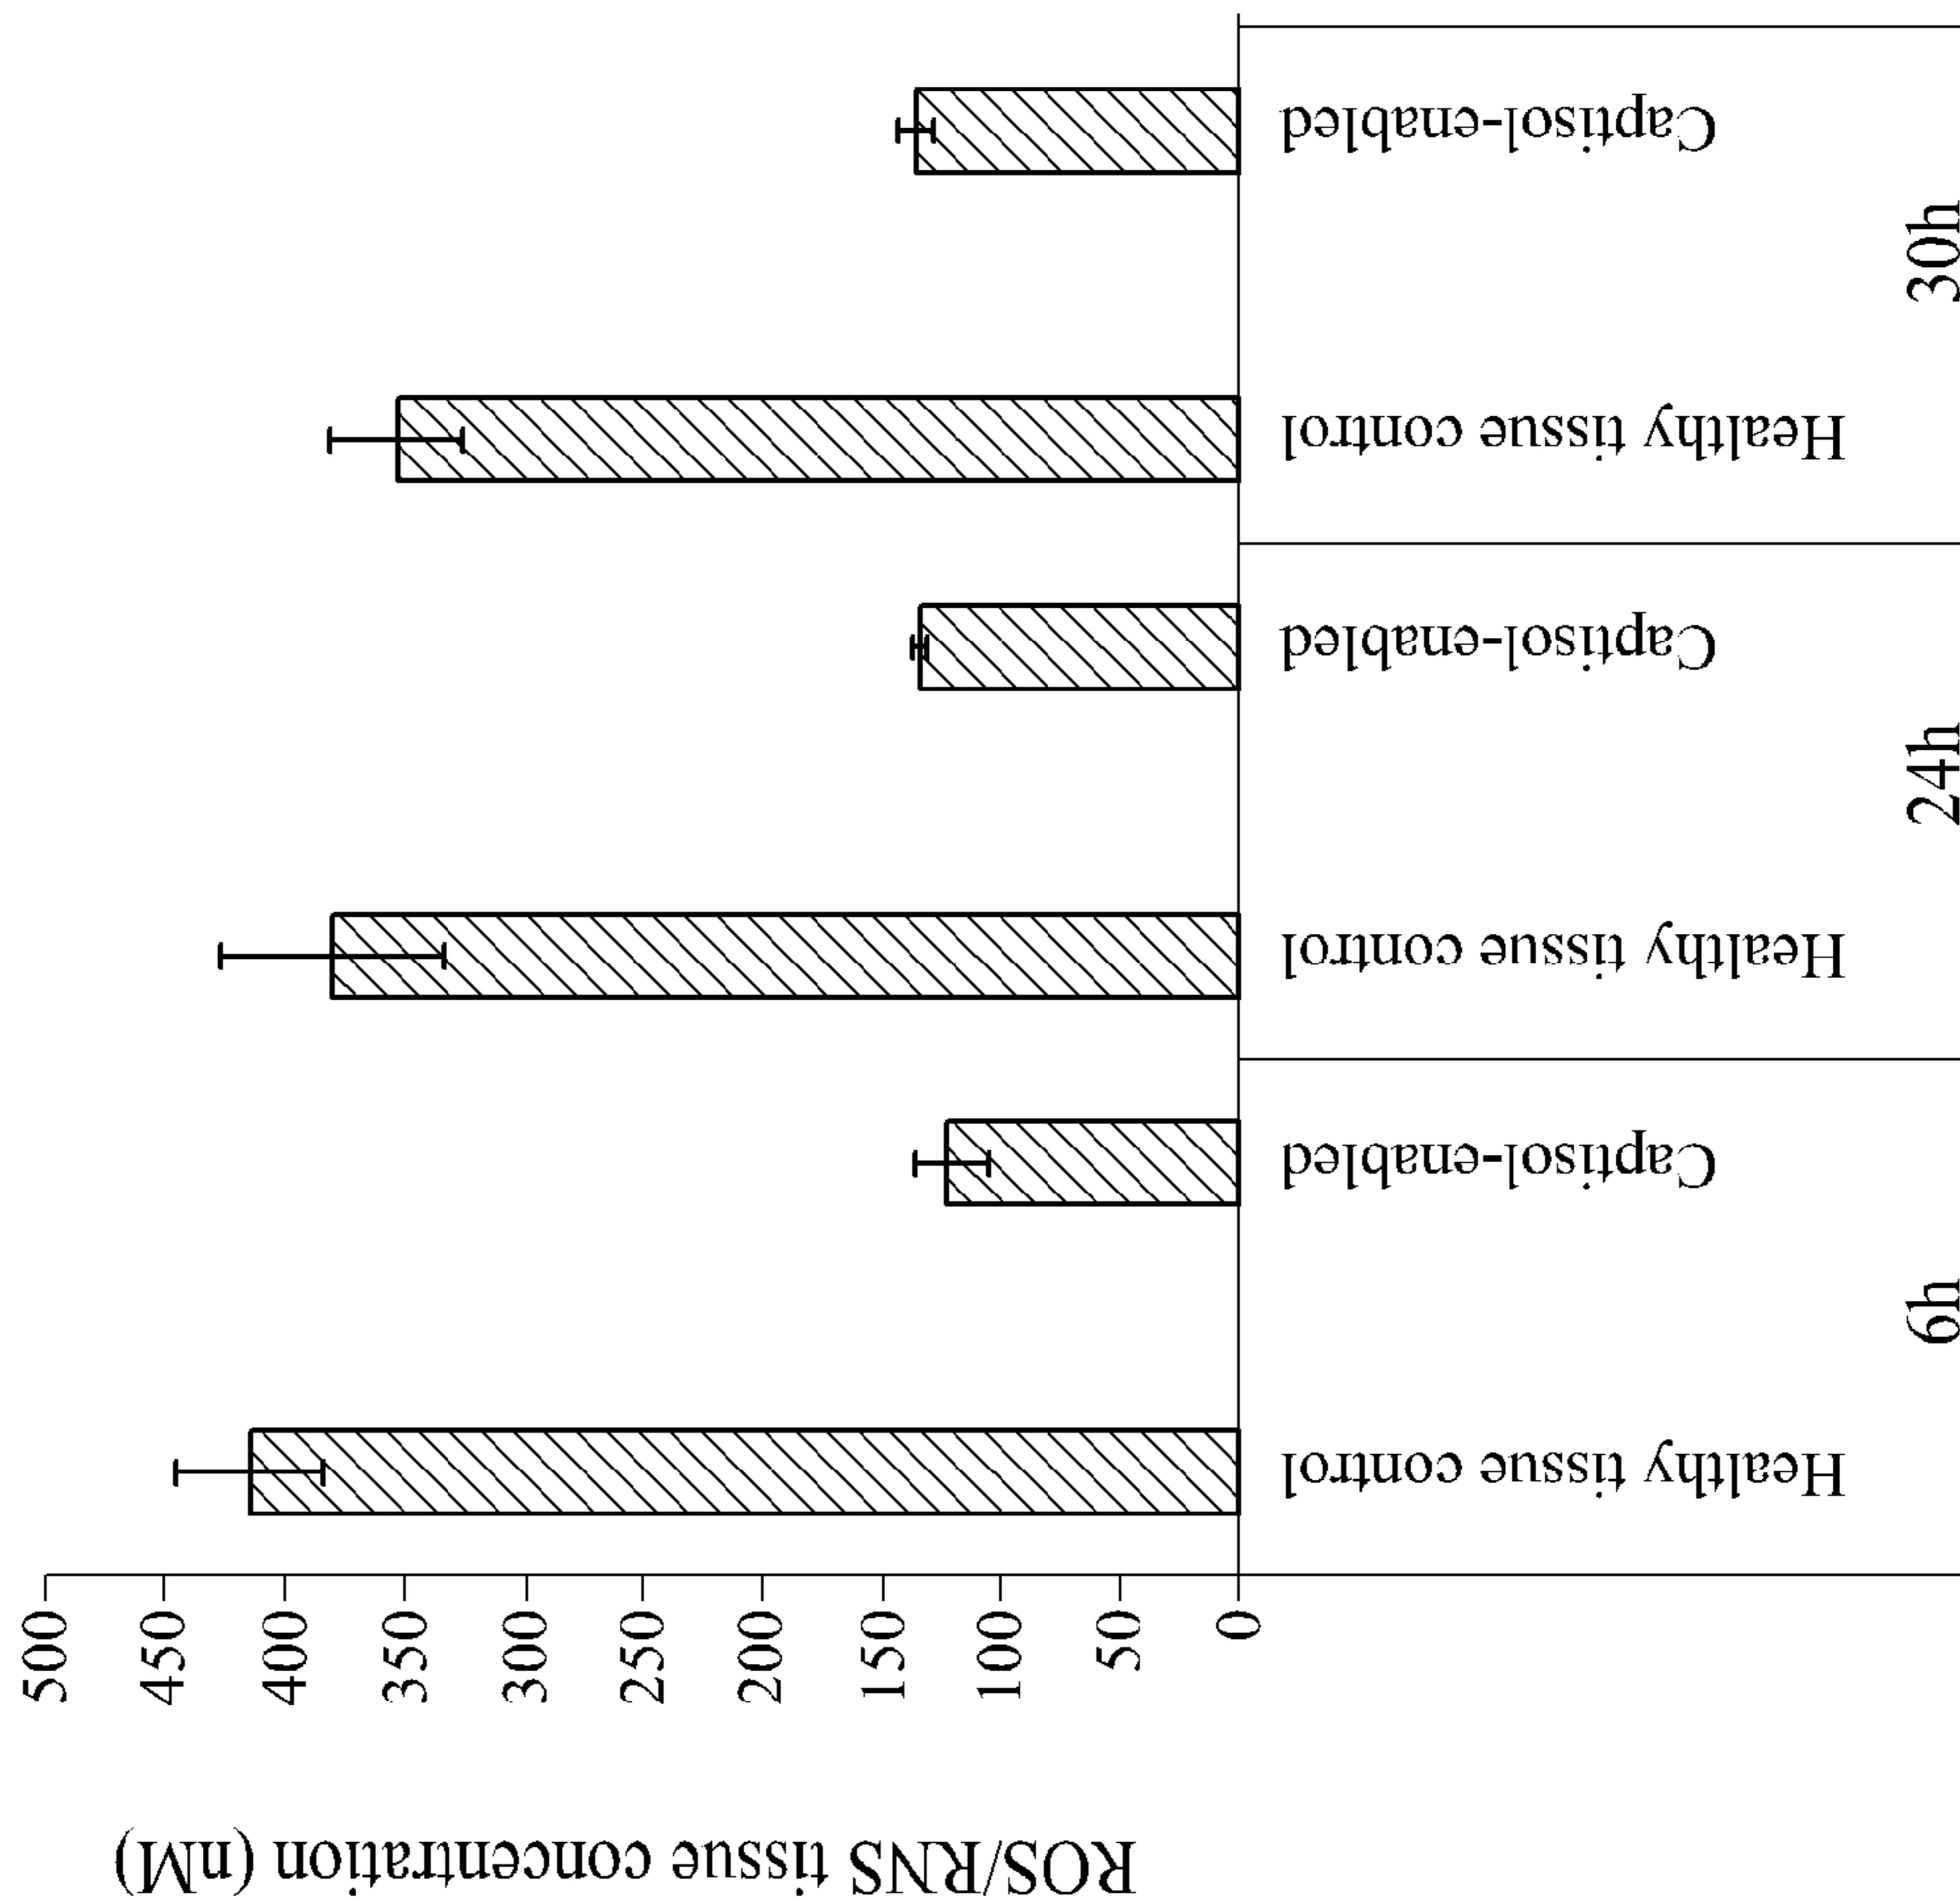 ROS/RNS tissue concentration (nM)
500
450
400
350
300
250
200
150
100
50
0
Healthy tissue control
Captisol-enabled
Healthy tissue control
Captisol-enabled
Healthy tissue control
Captisol-enabled
6h
24h
30h